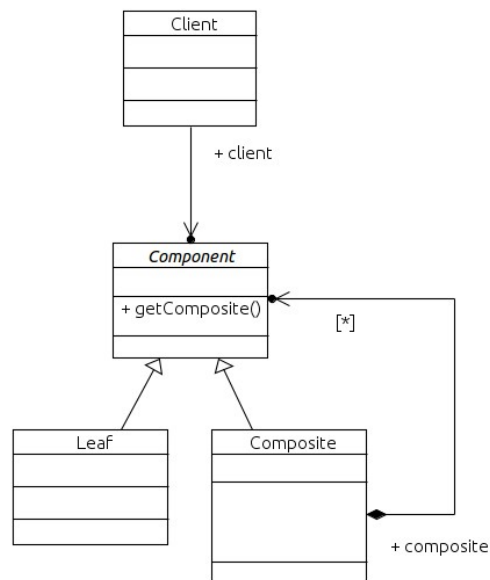 Client
+ client
Component
+ getComposite()
[*]
Leaf
Composite
+ composite